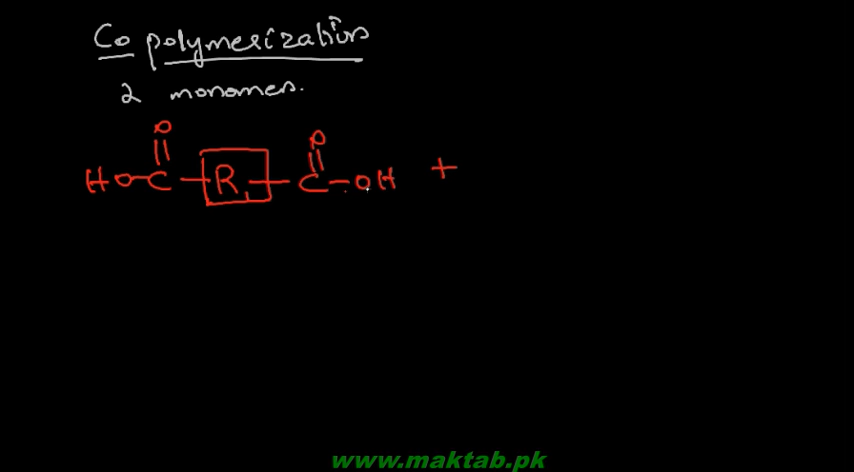 Co polymerization
2 monomers.
O O
HO-C-R1-C-OH +
www.maktab.pk